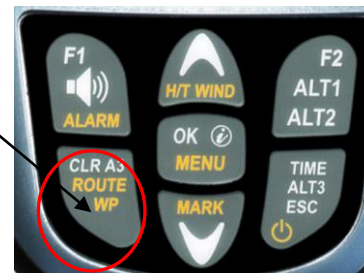 F1
ALARM
H/T WIND
F2
ALT1
ALT2
OK i
MENU
CLR A3
ROUTE
WP
MARK
TIME
ALT3
ESC